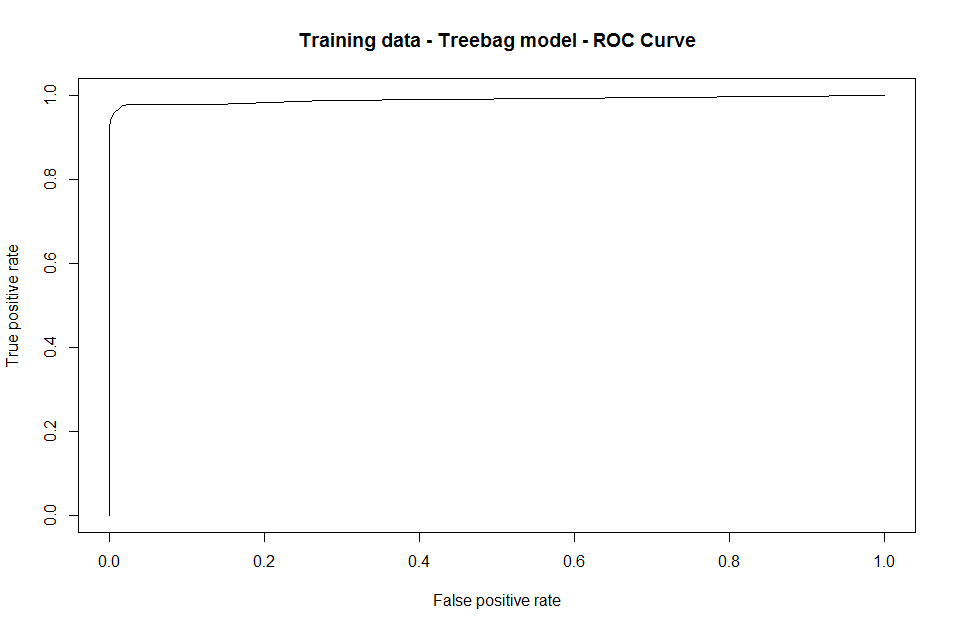 Training data - Treebag model - ROC Curve
True positive rate
1.0
0.8
0.6
0.4
0.2
0.0
0.0 0.2 0.4 0.6 0.8 1.0
False positive rate